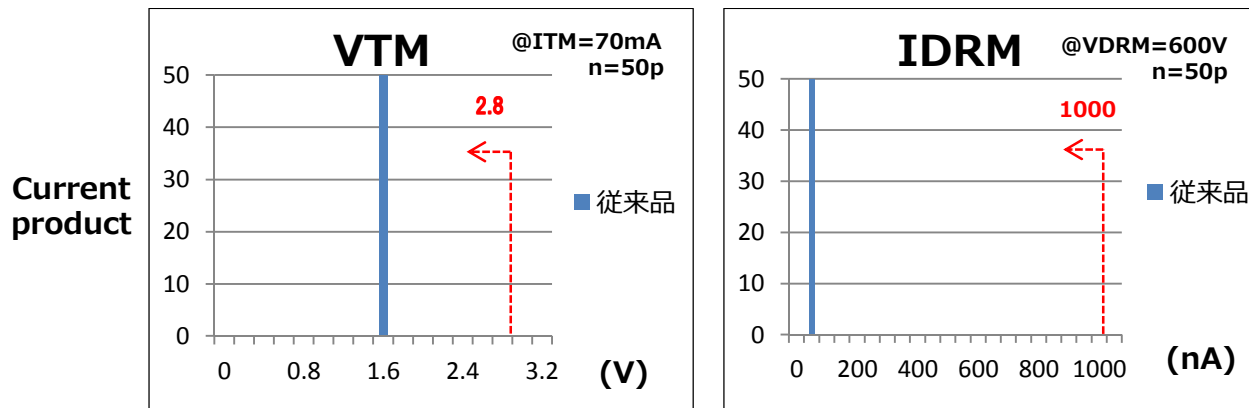 Current
product
VTM
@ITM=70mA
n=50p
50
40
30
20
10
0
2.8
従来品
0 0.8 1.6 2.4 3.2
(V)
IDRM
@VDRM=600V
n=50p
50
40
30
20
10
0
1000
従来品
0 200 400 600 800 1000
(nA)